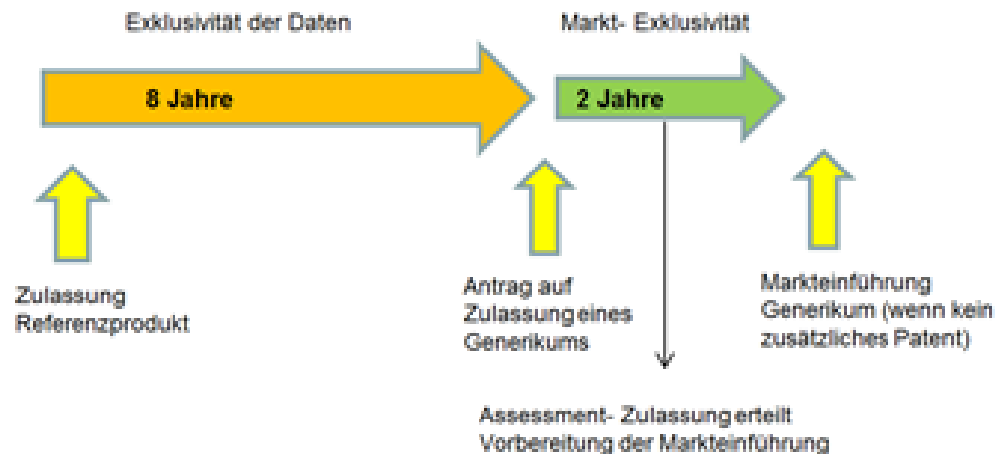 Exklusivität der Daten
Markt- Exklusivität
8 Jahre
2 Jahre
Zulassung
Referenzprodukt
Antrag auf
Zulassung eines
Generikums
Markteinführung
Generikum (wenn kein
zusätzliches Patent)
Assessment- Zulassung erteilt
Vorbereitung der Markteinführung